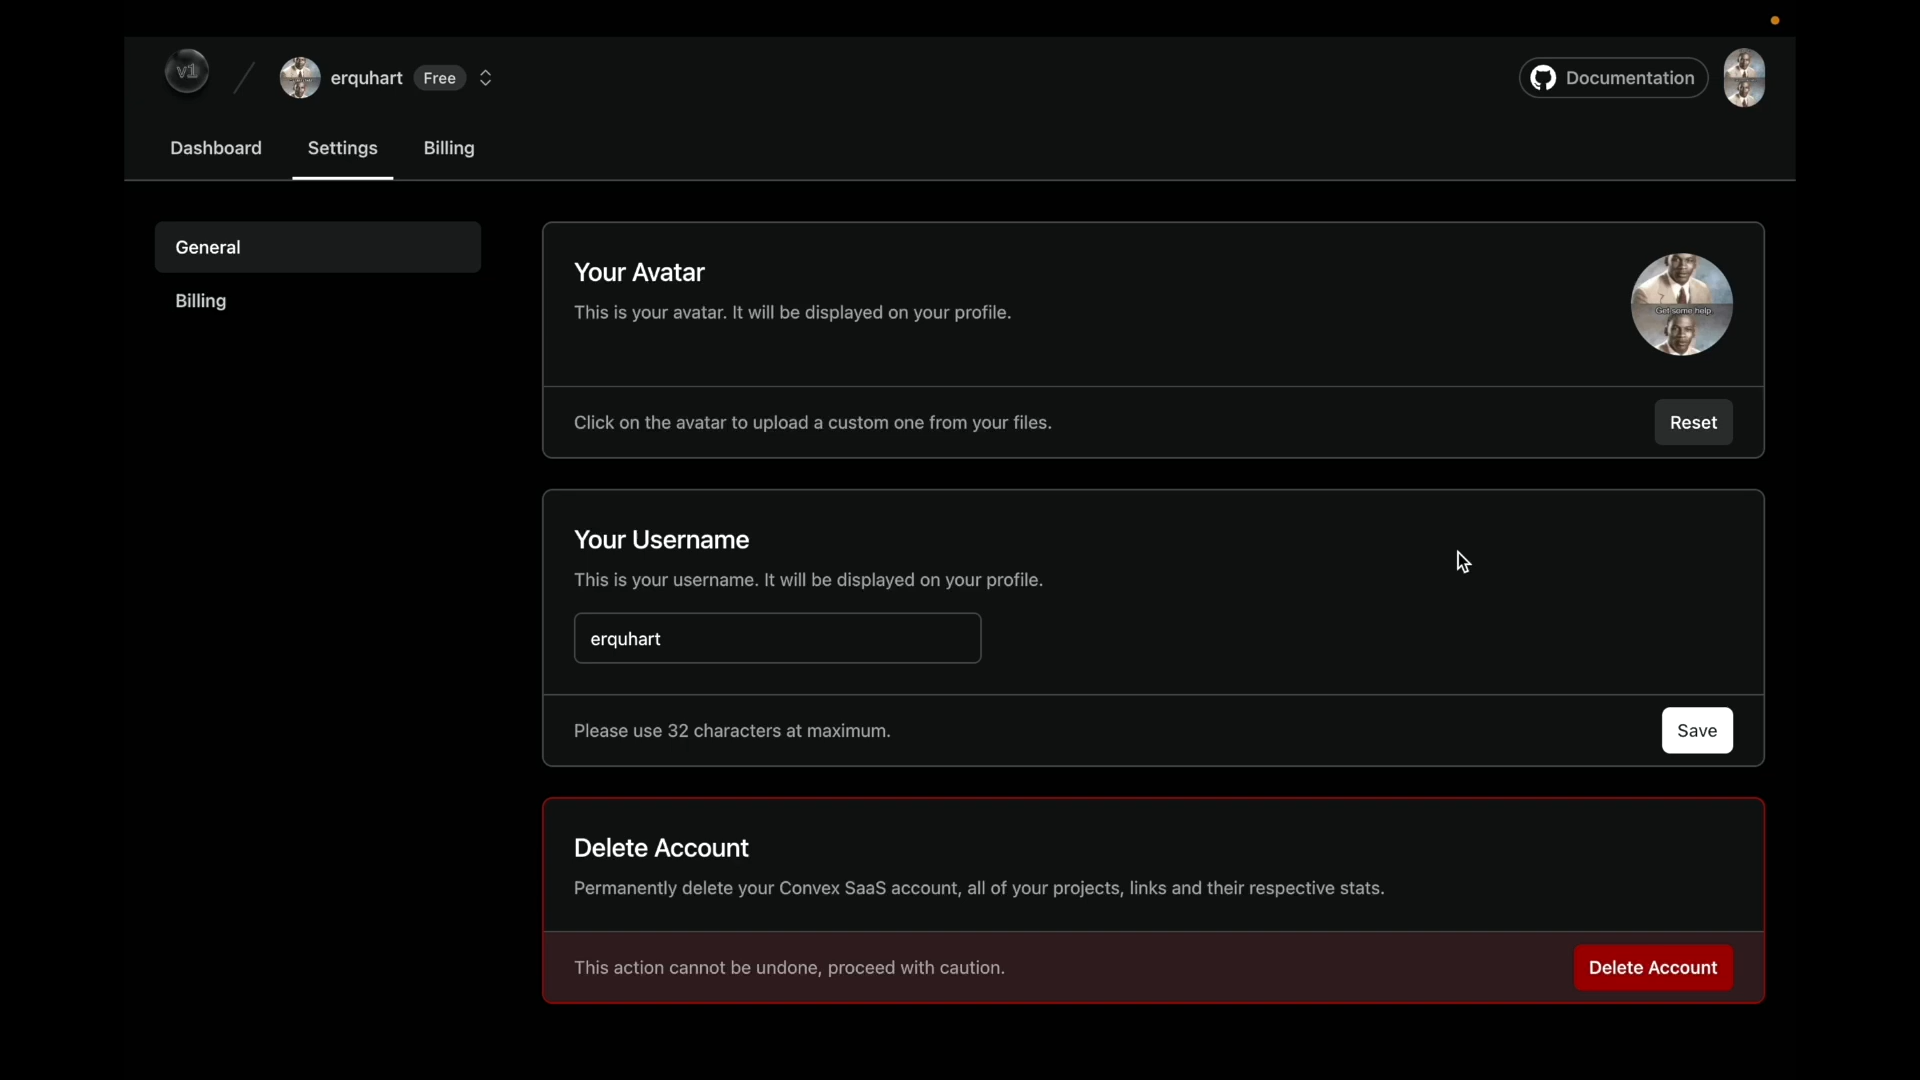 v1
erquhart
Free
Documentation
Dashboard
Settings
Billing
General
Billing
Your Avatar
This is your avatar. It will be displayed on your profile.
Get some help.
Click on the avatar to upload a custom one from your files.
Reset
Your Username
This is your username. It will be displayed on your profile.
erquhart
Please use 32 characters at maximum.
Save
Delete Account
Permanently delete your Convex SaaS account, all of your projects, links and their respective stats.
This action cannot be undone, proceed with caution.
Delete Account